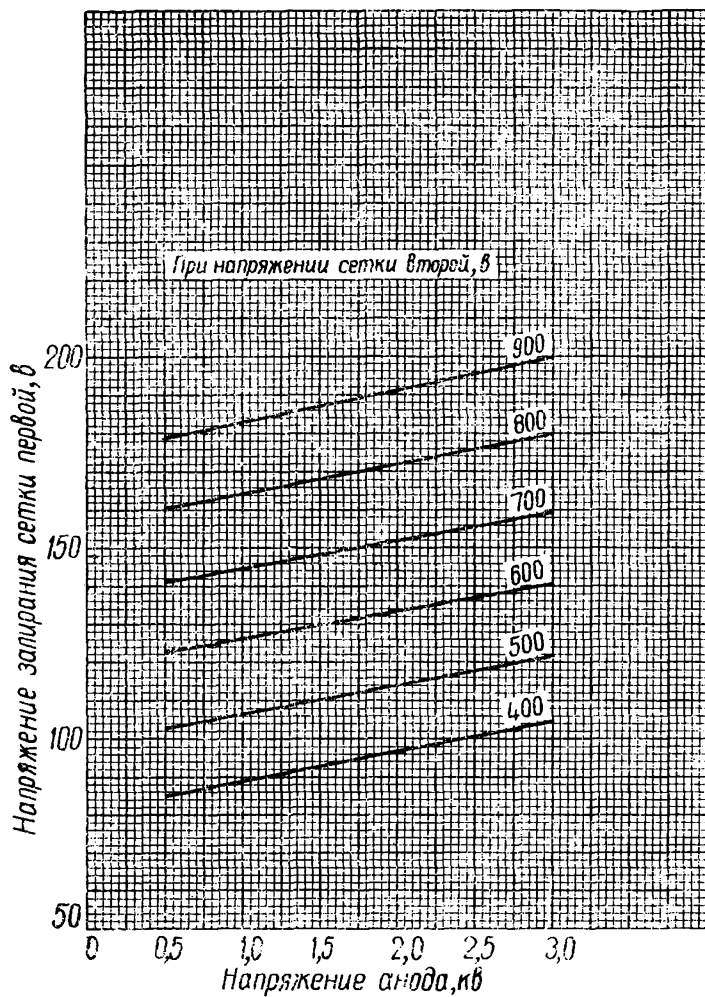 При напряжении сетки второй, в
Напряжение запирания сетки первой, в
200
150
100
50
900
800
700
600
500
400
0 0,5 1,0 1,5 2,0 2,5 3,0
Напряжение анода, кв